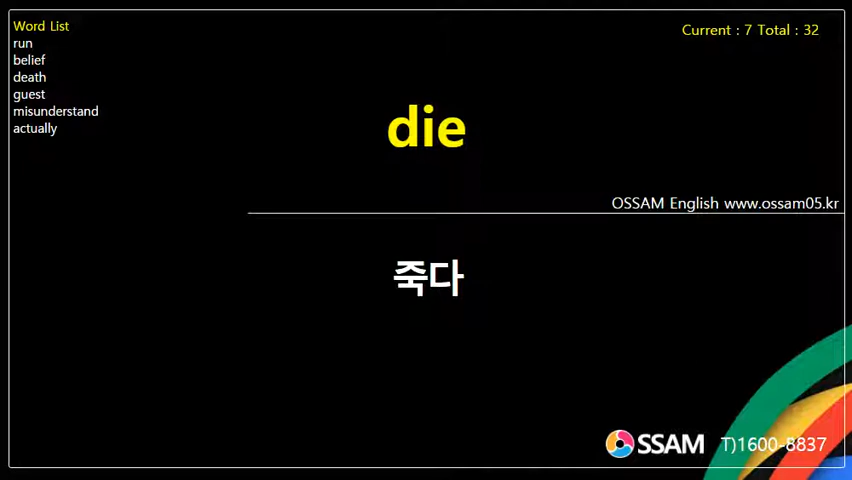 Word List
run
belief
death
guest
misunderstand
actually
Current : 7 Total : 32
die
OSSAM English www.ossam05.kr
죽다
OSSAM T)1600-8837